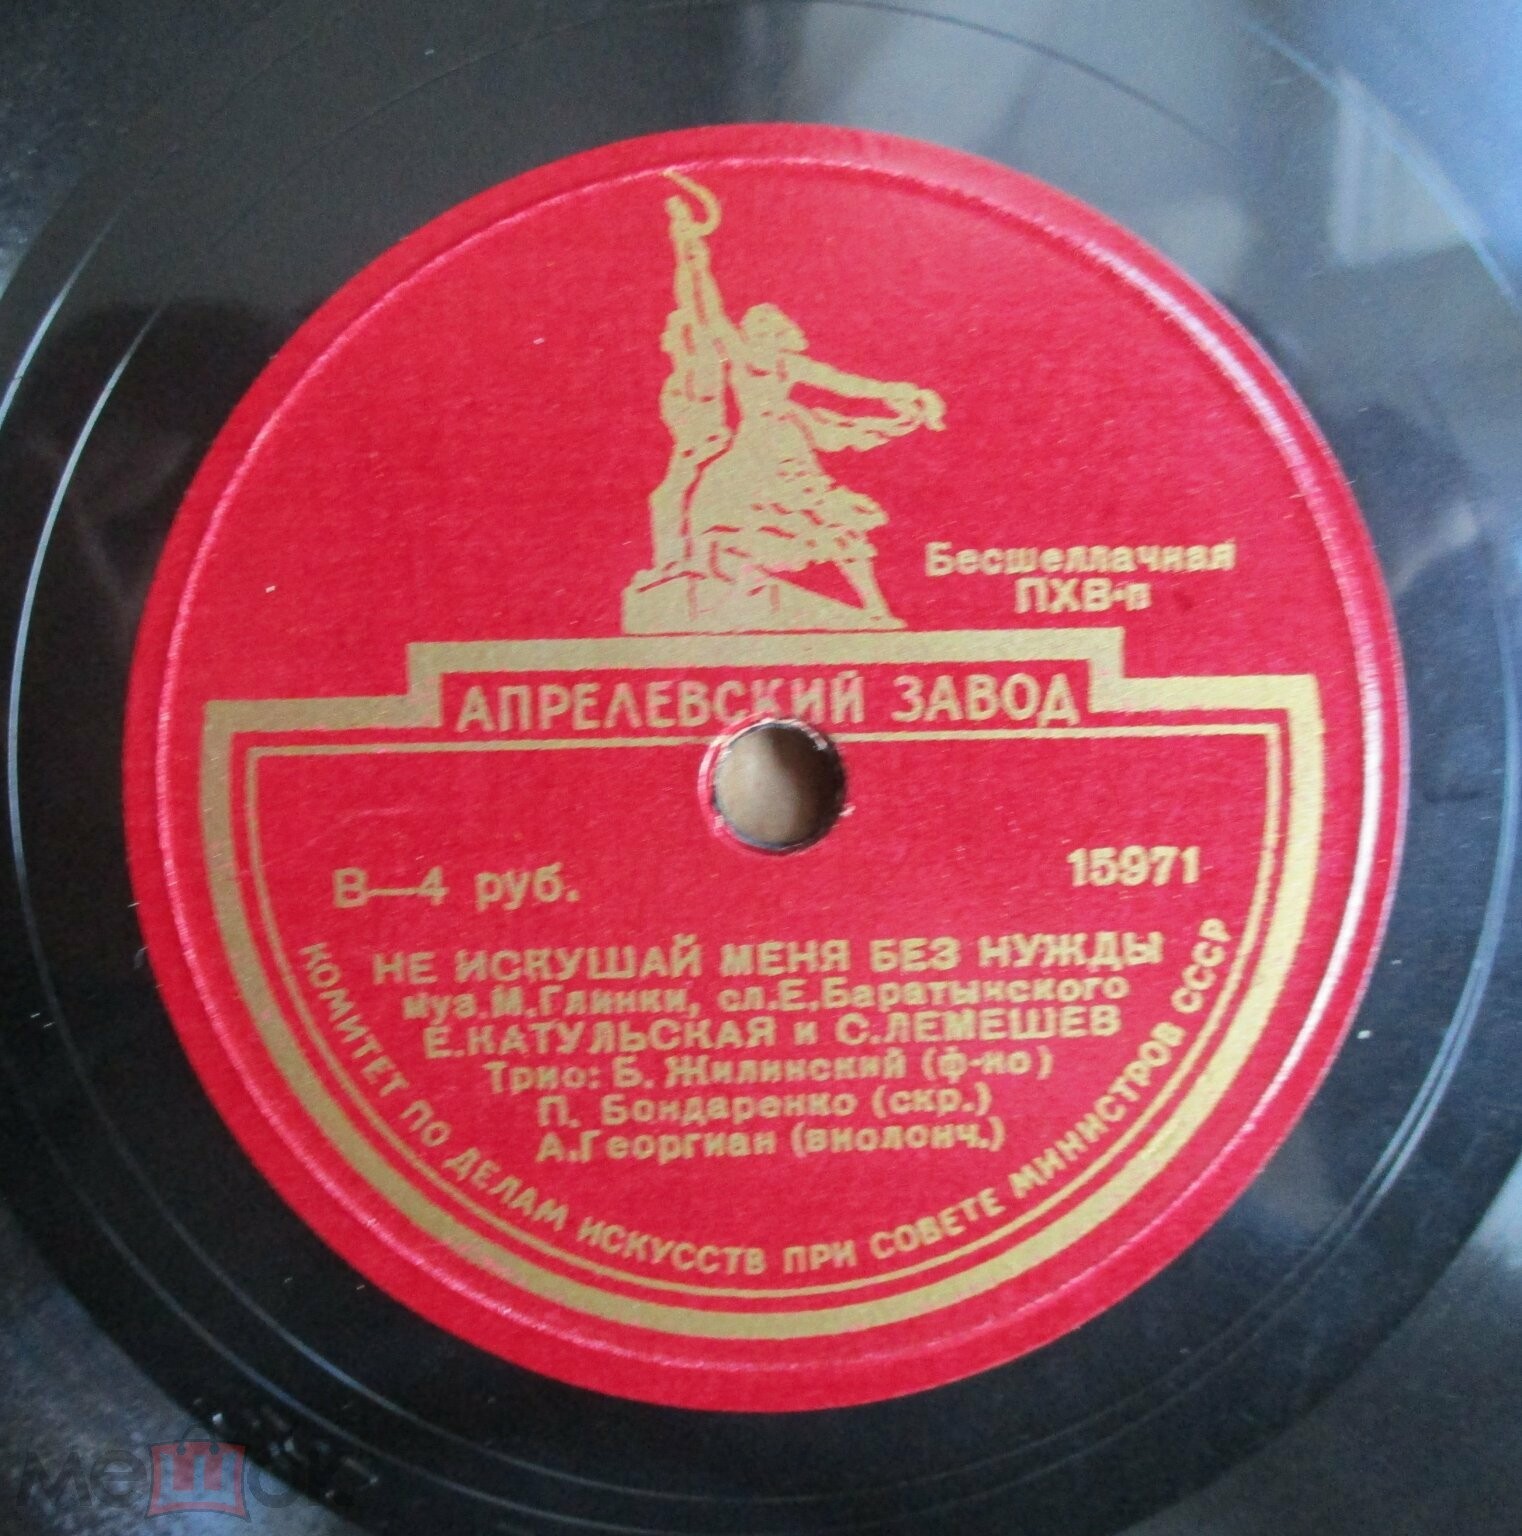 Бесшеллачная
ПХВ-п
АПРЕЛЕВСКИЙ ЗАВОД
В—4 руб.
15971
НЕ ИСКУШАЙ МЕНЯ БЕЗ НУЖДЫ
муз.М.Глинки, сл.Е.Баратынского
Е.КАТУЛЬСКАЯ и С.ЛЕМЕШЕВ
Трио: Б. Жилинский (ф-но)
П. Бондаренко (скр.)
А.Георгиан (виолонч.)
КОМИТЕТ ПО ДЕЛАМ ИСКУССТВ ПРИ СОВЕТЕ МИНИСТРОВ СССР
мешок